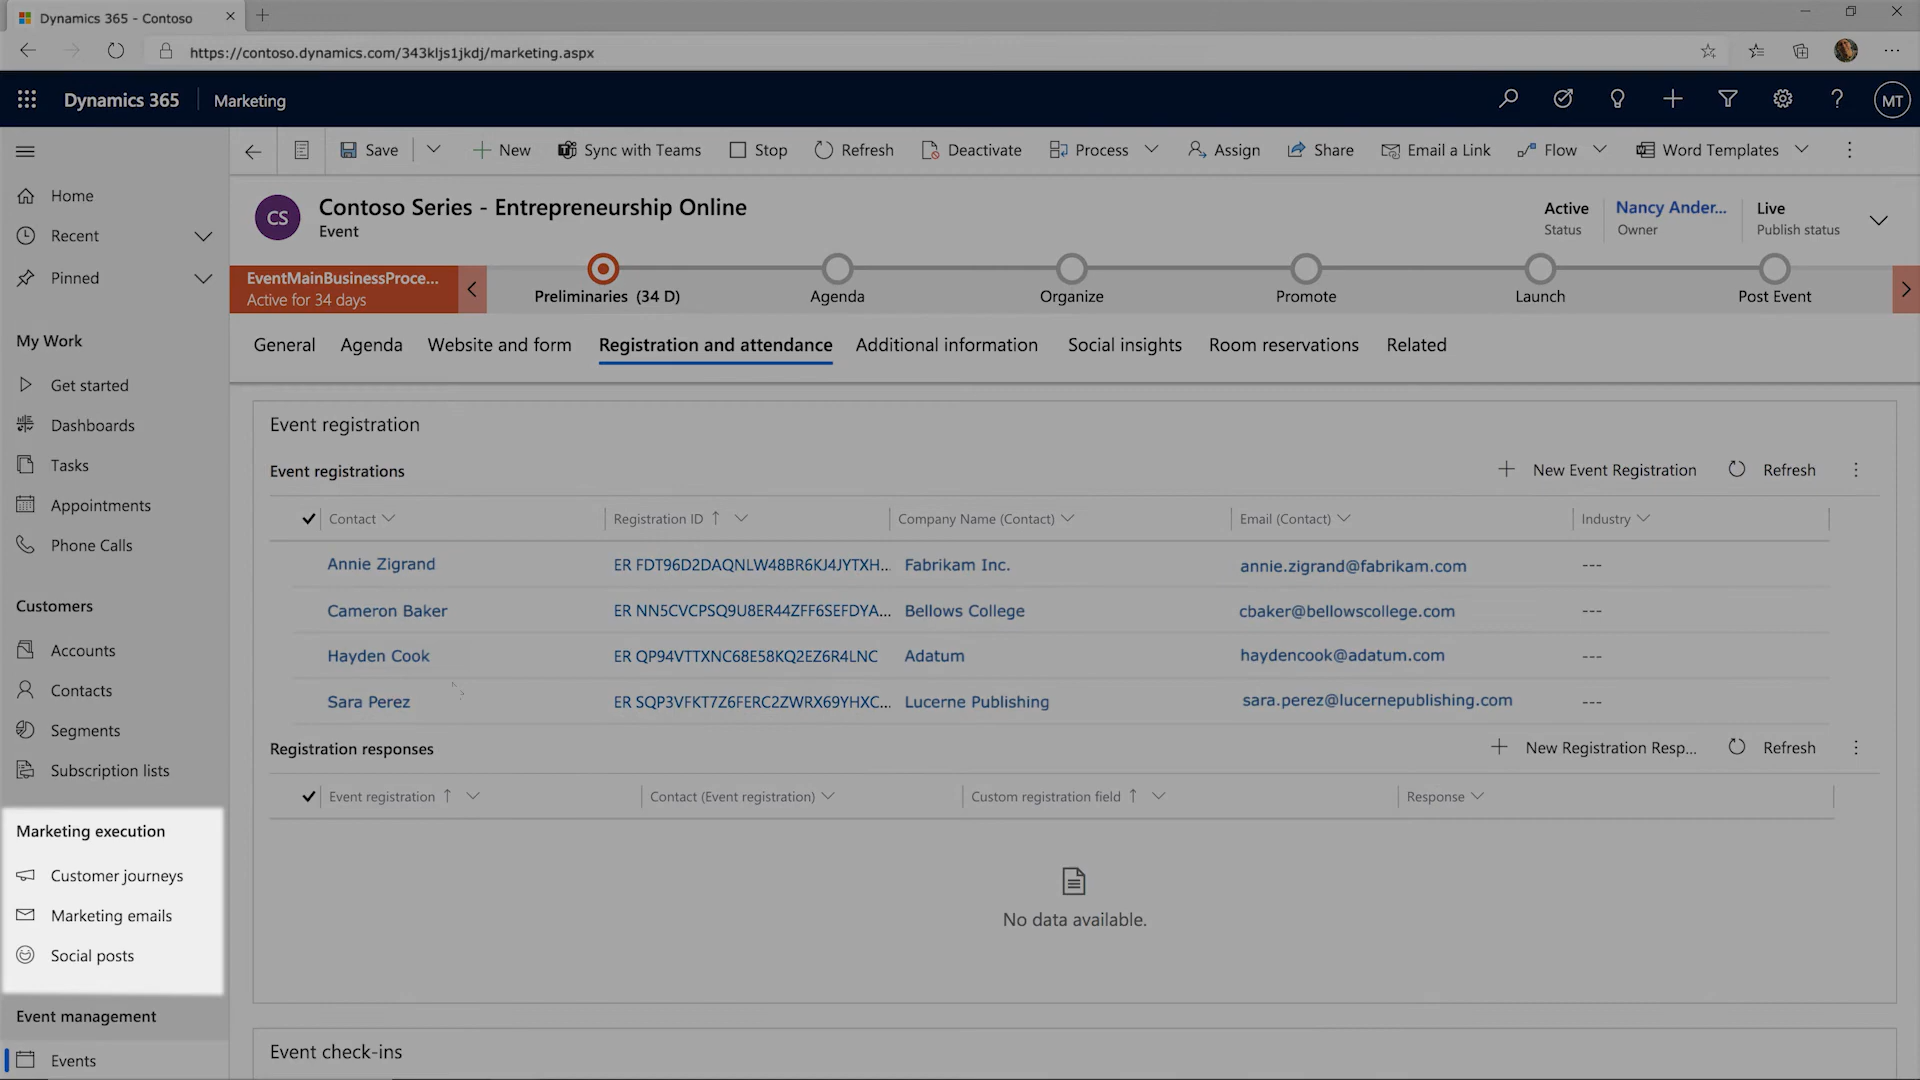 Dynamics 365 - Contoso
https://contoso.dynamics.com/343kljs1jkdj/marketing.aspx
Dynamics 365 Marketing MT
Save New Sync with Teams Stop Refresh Deactivate Process Assign Share Email a Link Flow Word Templates
Home
Recent
Pinned
My Work
Get started
Dashboards
Tasks
Appointments
Phone Calls
Customers
Accounts
Contacts
Segments
Subscription lists
Marketing execution
Customer journeys
Marketing emails
Social posts
Event management
Events
CS
Contoso Series - Entrepreneurship Online
Event
Active
Status
Nancy Ander...
Owner
Live
Publish status
EventMainBusinessProce...
Active for 34 days
Preliminaries (34 D) Agenda Organize Promote Launch Post Event
General Agenda Website and form Registration and attendance Additional information Social insights Room reservations Related
Event registration
Event registrations New Event Registration Refresh
Contact Registration ID Company Name (Contact) Email (Contact) Industry
Annie Zigrand ER FDT96D2DAQNLW48BR6KJ4JYTXH... Fabrikam Inc. annie.zigrand@fabrikam.com ---
Cameron Baker ER NN5CVCPSQ9U8ER44ZFF6SEFDYA... Bellows College cbaker@bellowscollege.com ---
Hayden Cook ER QP94VTTXNC68E58KQ2EZ6R4LNC Adatum haydencook@adatum.com ---
Sara Perez ER SQP3VFKT7Z6FERC2ZWRX69YHXC... Lucerne Publishing sara.perez@lucernepublishing.com ---
Registration responses New Registration Resp... Refresh
Event registration Contact (Event registration) Custom registration field Response
No data available.
Event check-ins